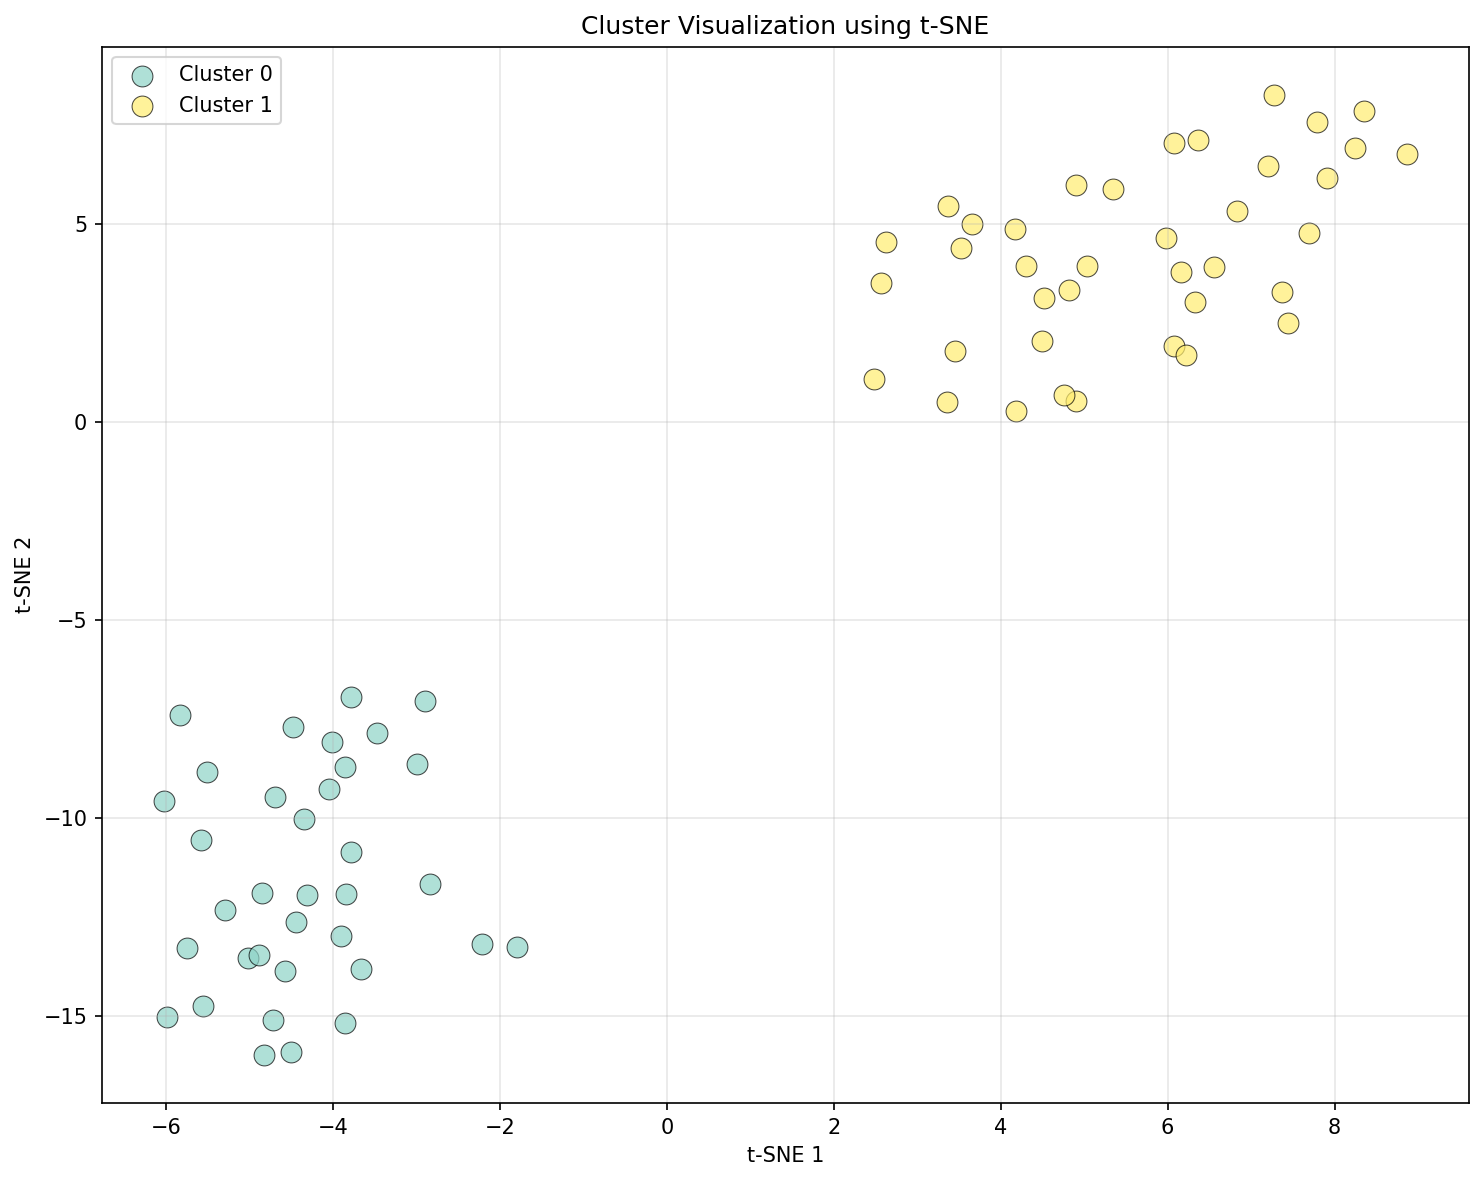 Cluster Visualization using t-SNE
Cluster 0
Cluster 1
5
0
−5
−10
−15
t-SNE 2
−6 −4 −2 0 2 4 6 8
t-SNE 1